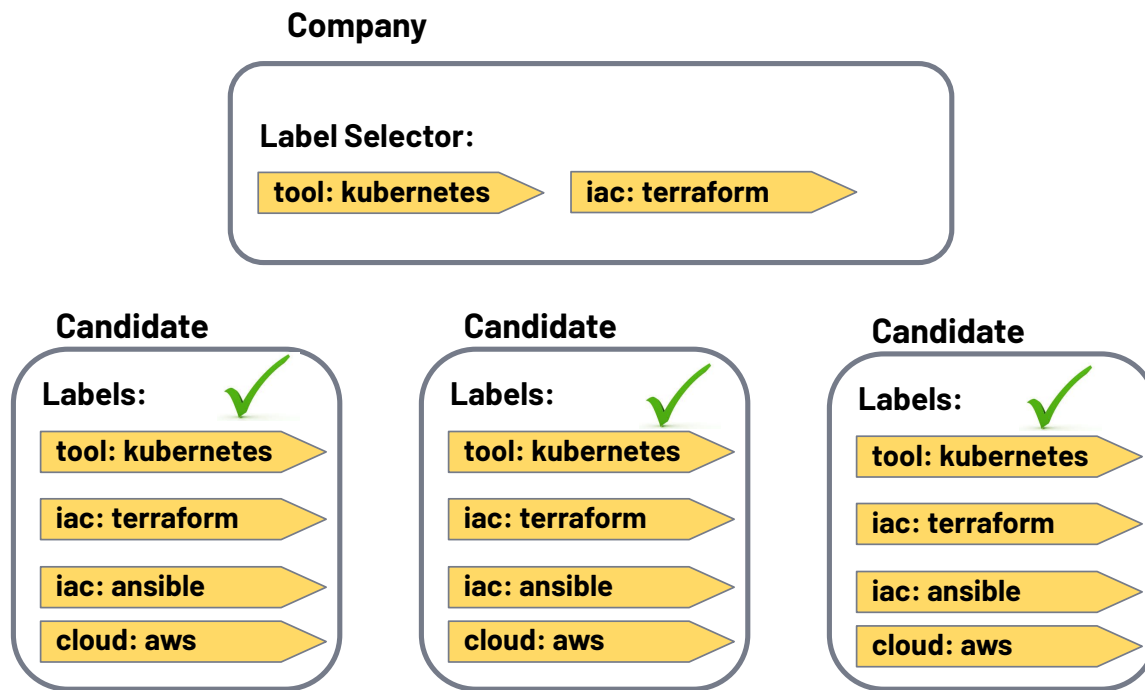 Company
Label Selector:
tool: kubernetes iac: terraform
Candidate
Labels:
tool: kubernetes
iac: terraform
iac: ansible
cloud: aws
Candidate
Labels:
tool: kubernetes
iac: terraform
iac: ansible
cloud: aws
Candidate
Labels:
tool: kubernetes
iac: terraform
iac: ansible
cloud: aws